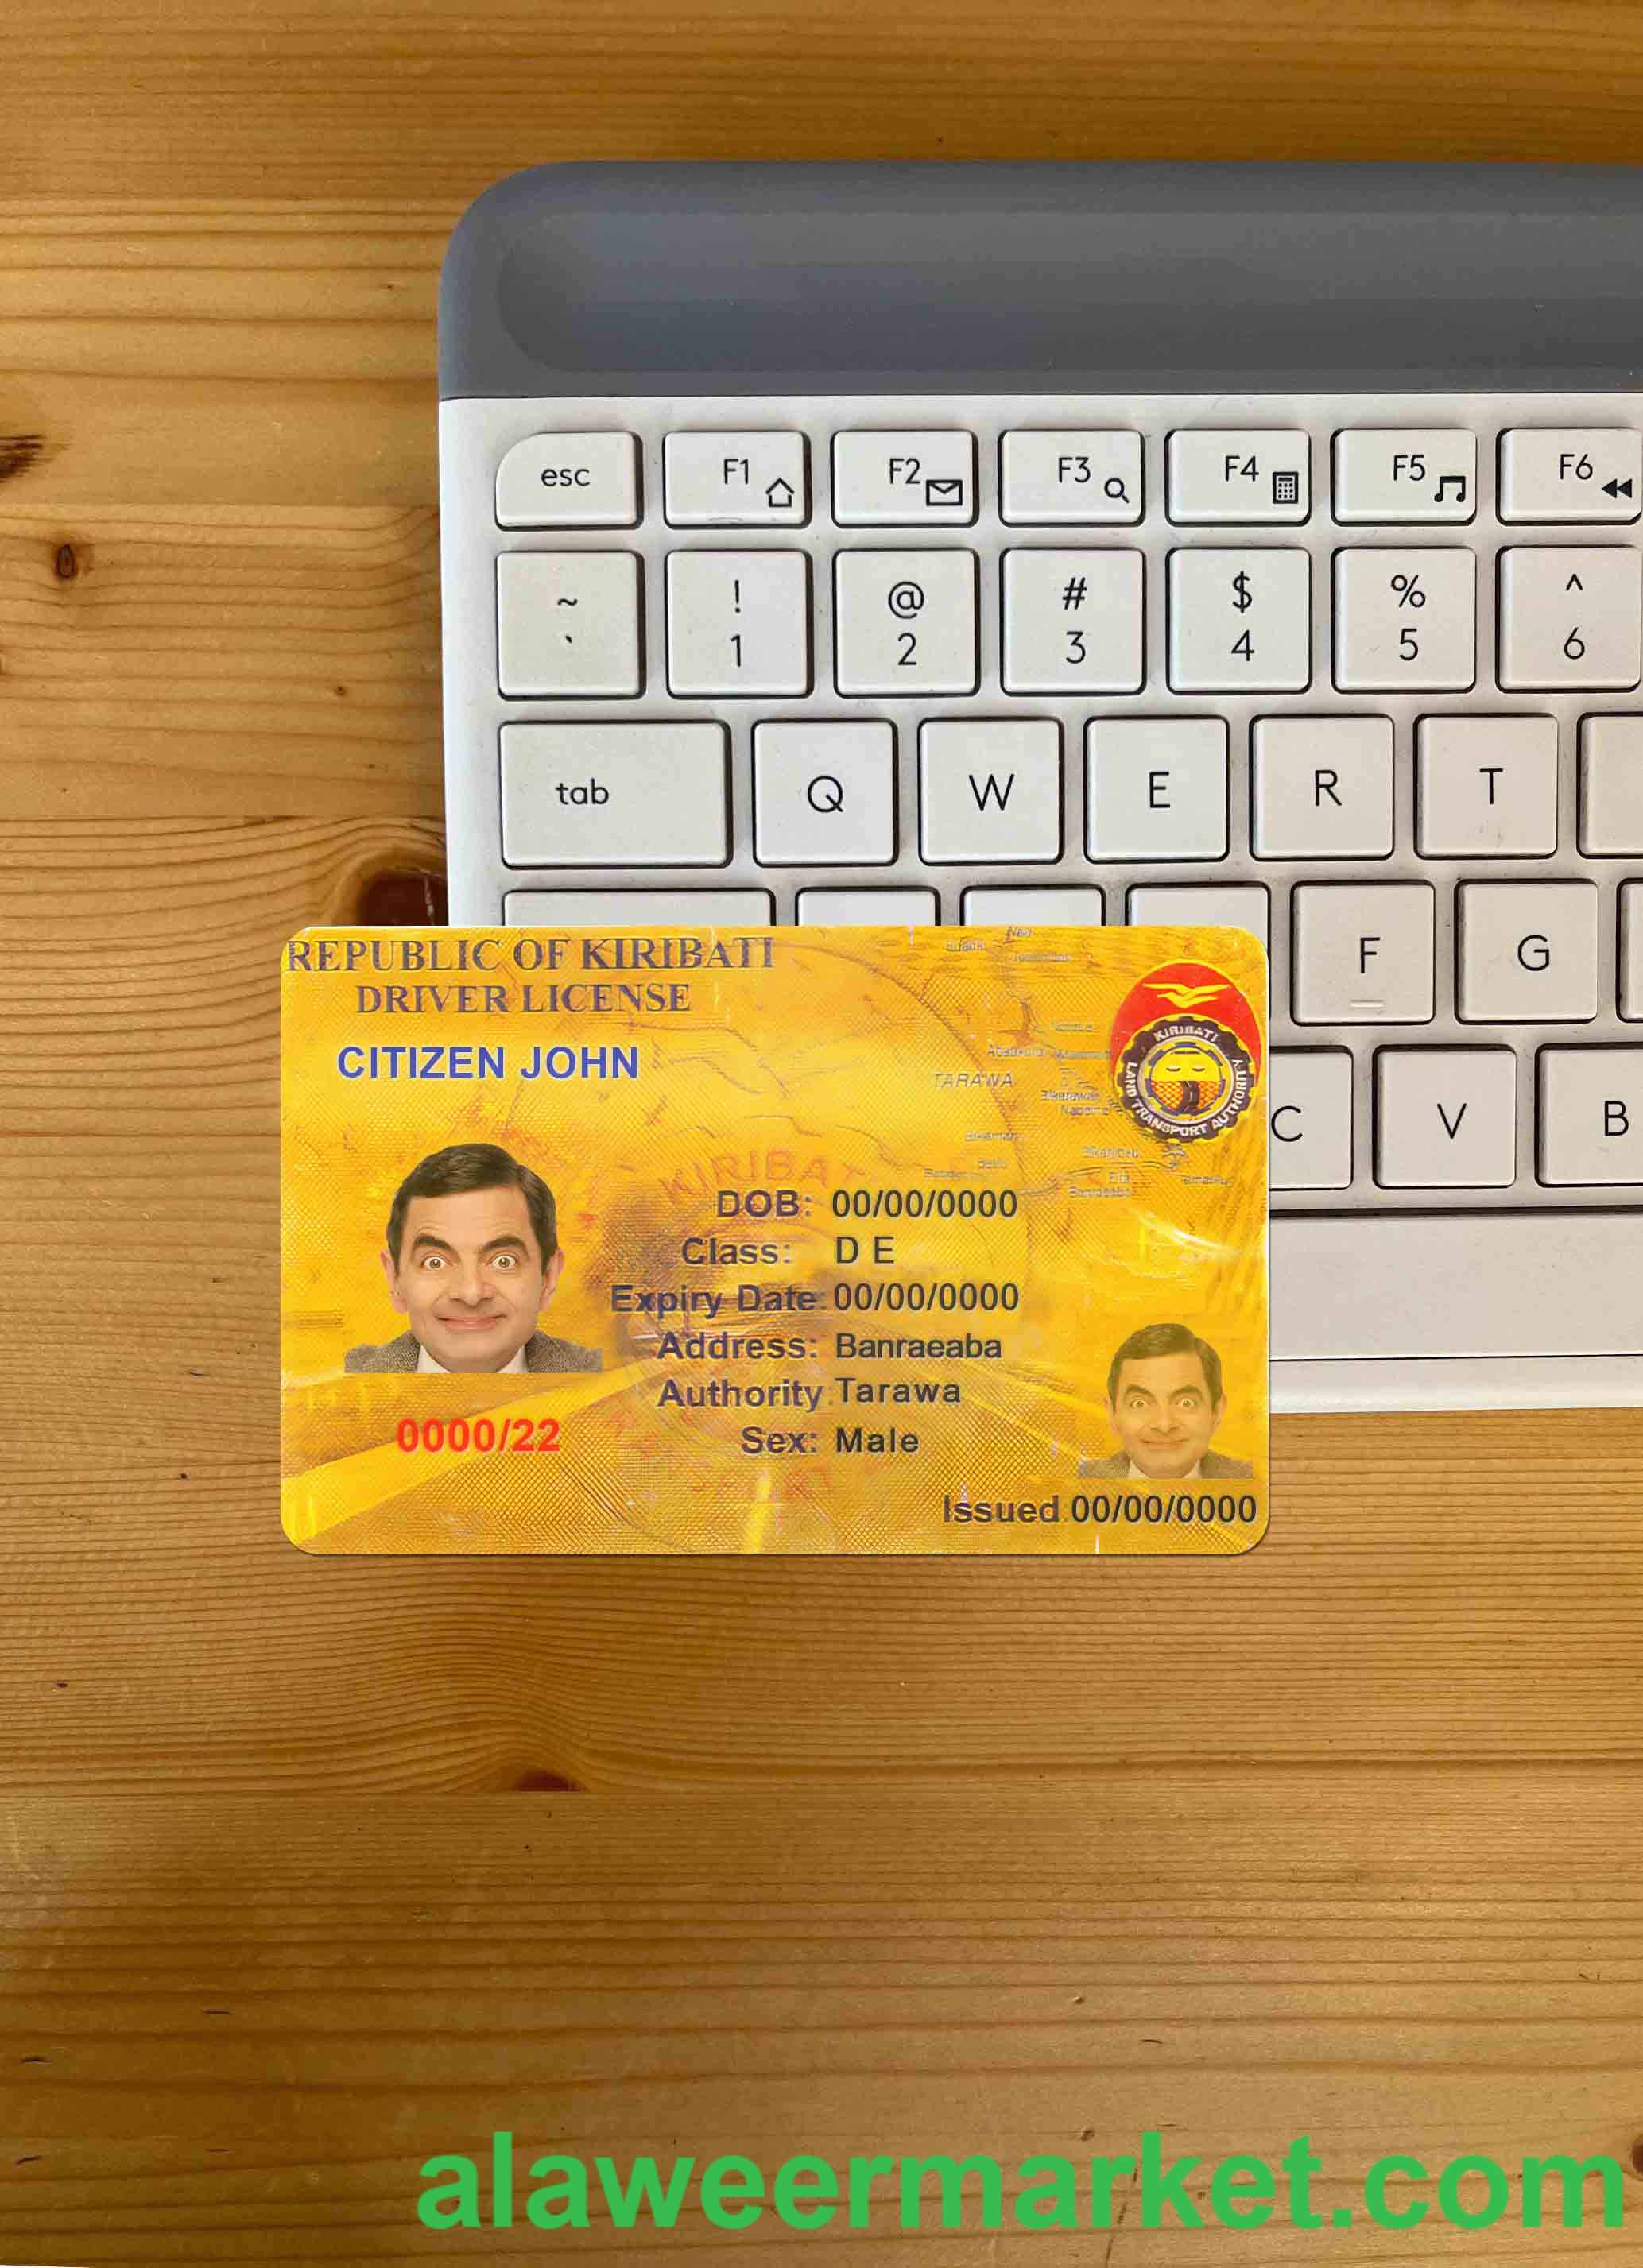 esc F1 F2 F3 F4 F5 F6
~ ! @ # $ % ^
` 1 2 3 4 5 6
tab Q W E R T
F G
C V B
REPUBLIC OF KIRIBATI
DRIVER LICENSE
CITIZEN JOHN
TARAWA
KIRIBATI
LAND TRANSPORT AUTHORITY
DOB: 00/00/0000
Class: D E
Expiry Date: 00/00/0000
Address: Banraeaba
Authority: Tarawa
0000/22
Sex: Male
Issued 00/00/0000
alaweermarket.com